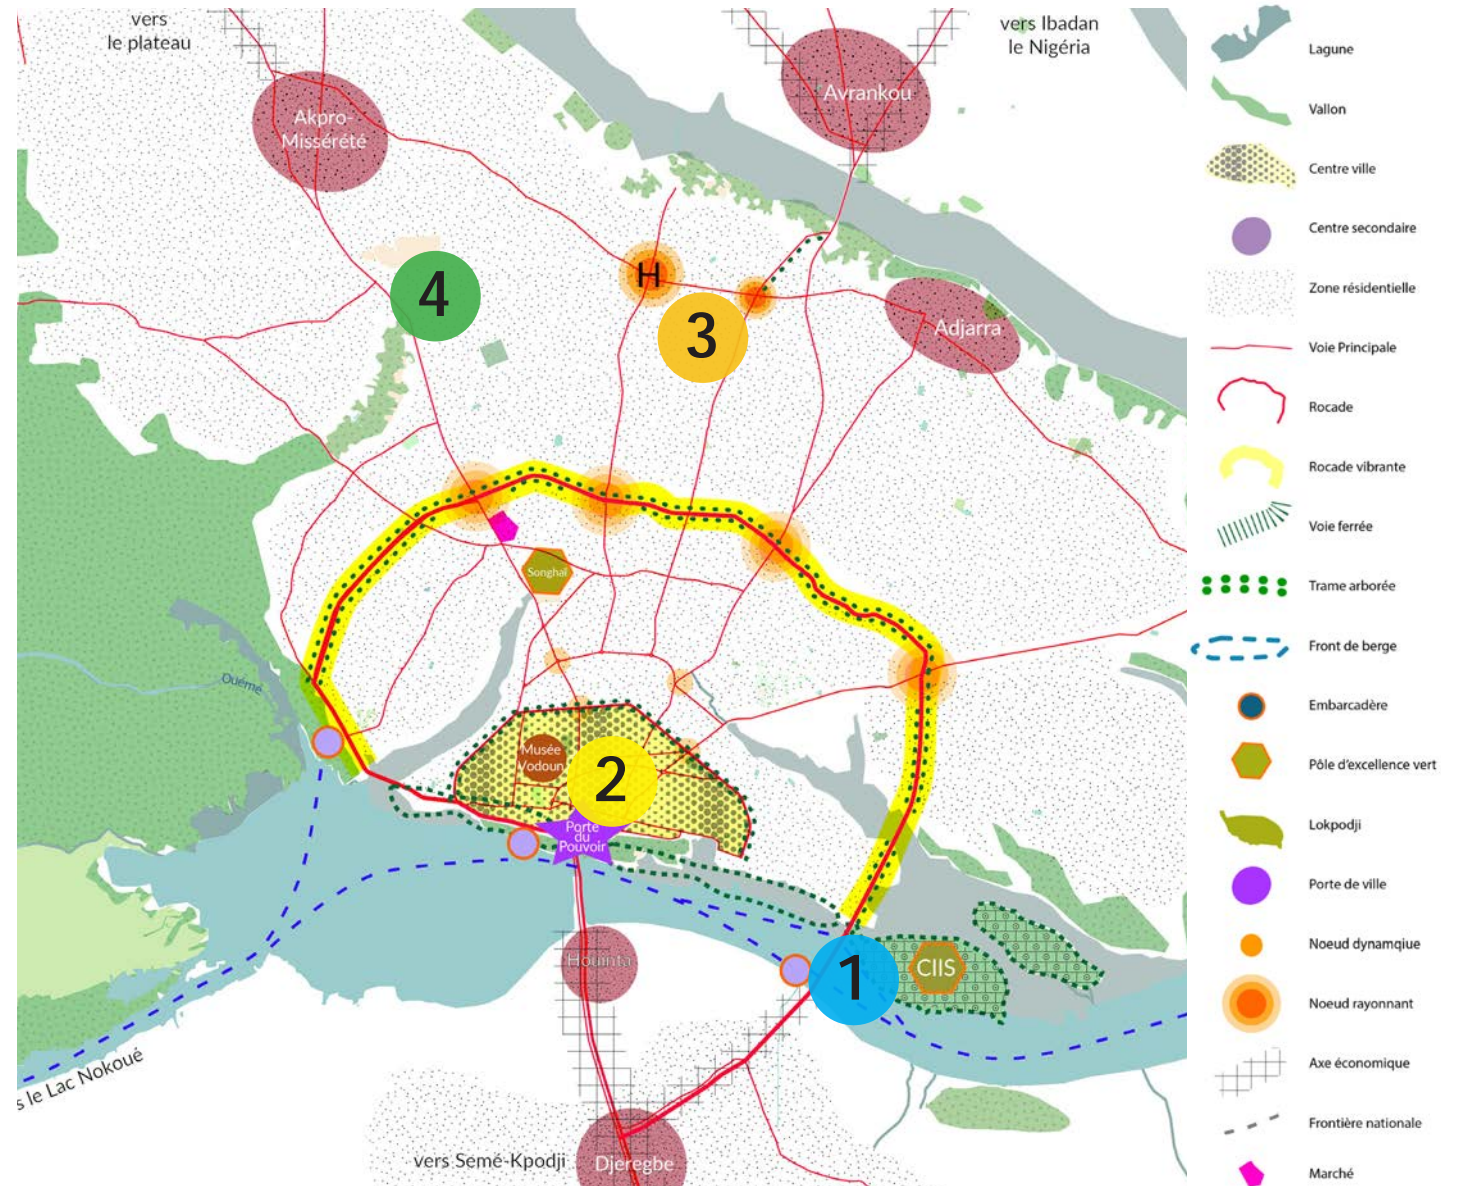 vers
le plateau
vers Ibadan
le Nigéria
Akpro-
Missérété
Avrankou
H
4
3
Adjarra
Songhaï
Ouémé
Musée
Vodoun
2
Porte
du
Pouvoir
1
CIIS
Houinta
s le Lac Nokoué
vers Semé-Kpodji
Djeregbe
Lagune
Vallon
Centre ville
Centre secondaire
Zone résidentielle
Voie Principale
Rocade
Rocade vibrante
Voie ferrée
Trame arborée
Front de berge
Embarcadère
Pôle d'excellence vert
Lokpodji
Porte de ville
Noeud dynamqiue
Noeud rayonnant
Axe économique
Frontière nationale
Marché